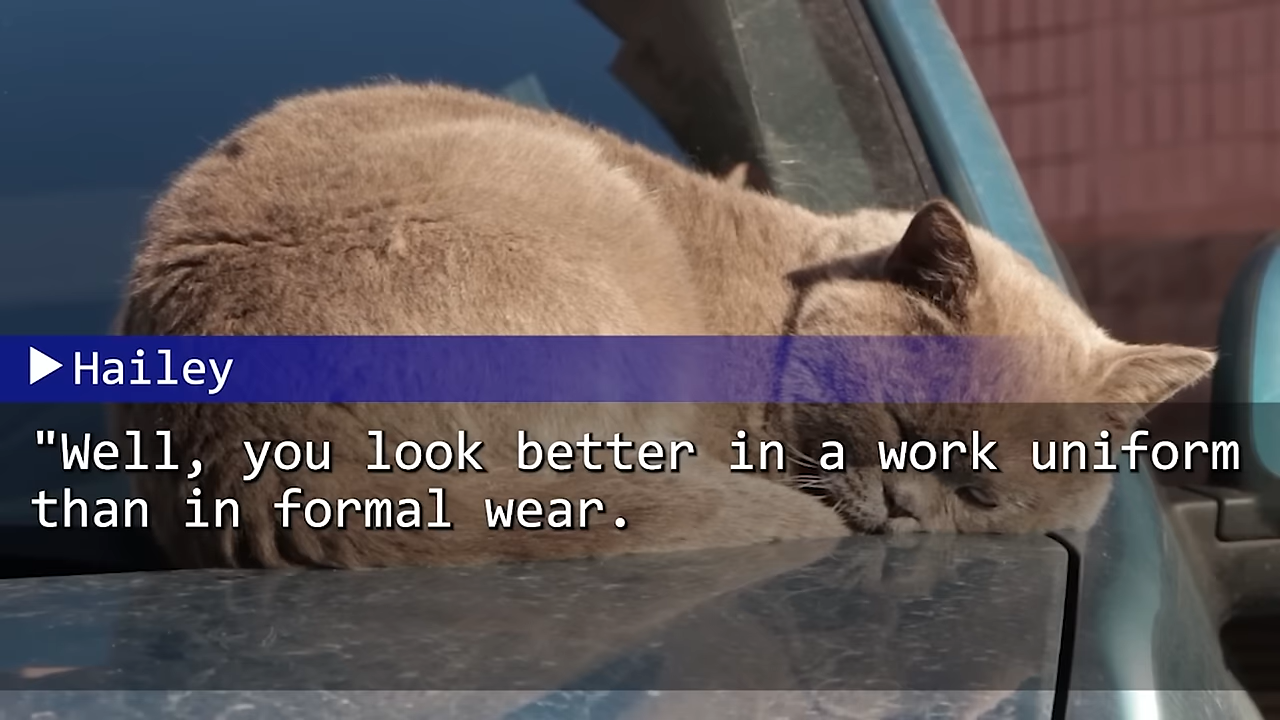 Hailey
"Well, you look better in a work uniform
than in formal wear.